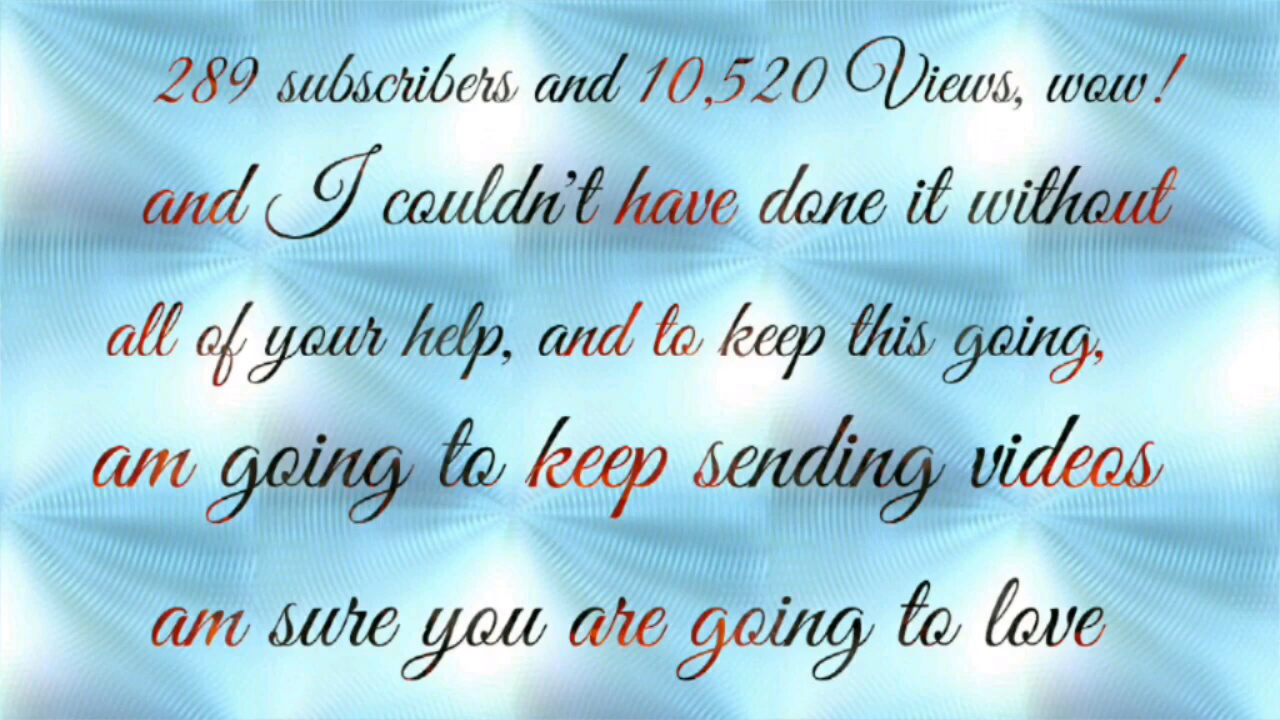 289 subscribers and 10,520 Views, wow!
and I couldn't have done it without
all of your help, and to keep this going,
am going to keep sending videos
am sure you are going to love